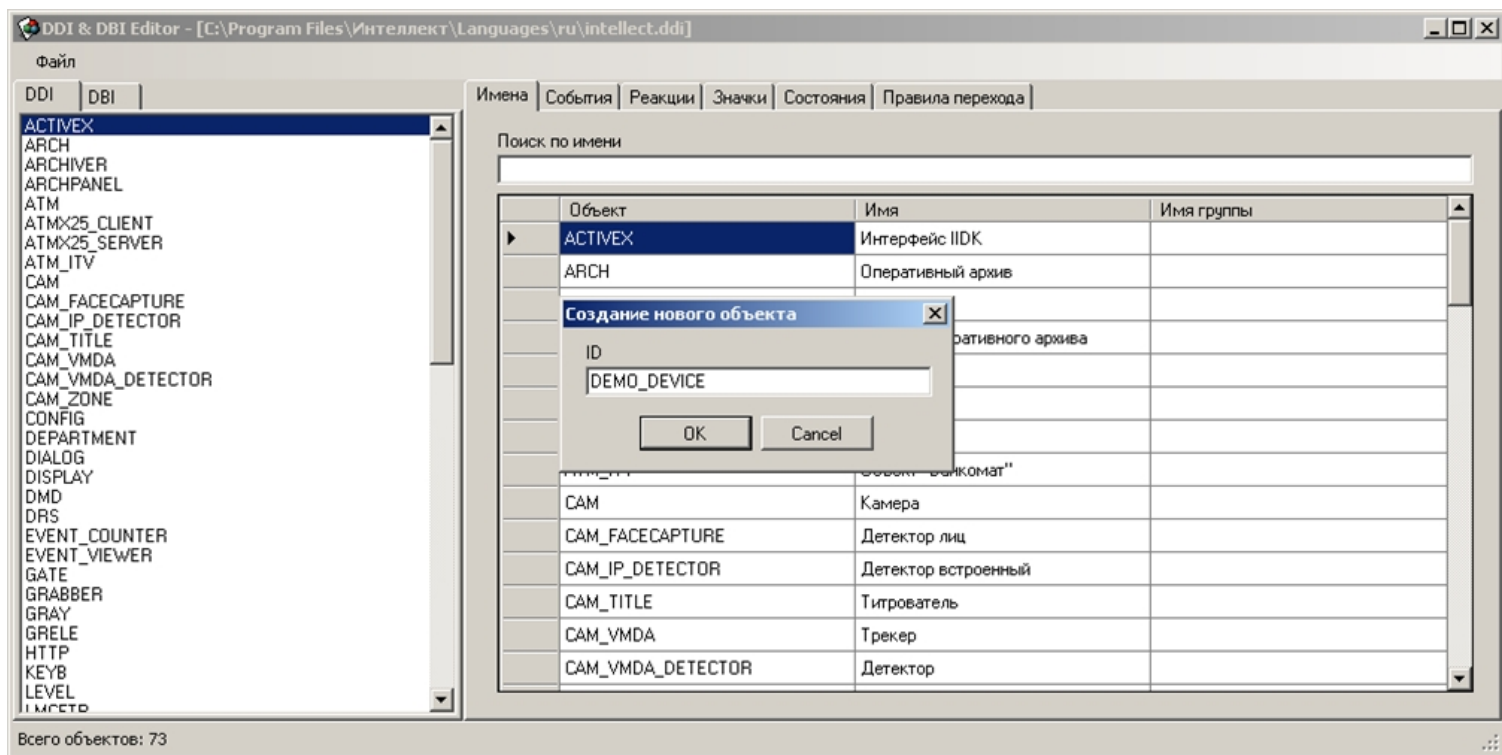 DDI & DBI Editor - [C:\Program Files\Интеллект\Languages\ru\intellect.ddi]
Файл
DDI
DBI
ACTIVEX
ARCH
ARCHIVER
ARCHPANEL
ATM
ATMX25_CLIENT
ATMX25_SERVER
ATM_ITV
CAM
CAM_FACECAPTURE
CAM_IP_DETECTOR
CAM_TITLE
CAM_VMDA
CAM_VMDA_DETECTOR
CAM_ZONE
CONFIG
DEPARTMENT
DIALOG
DISPLAY
DMD
DRS
EVENT_COUNTER
EVENT_VIEWER
GATE
GRABBER
GRAY
GRELE
HTTP
KEYB
LEVEL
Имена События Реакции Значки Состояния Правила перехода
Поиск по имени
Объект Имя Имя группы
ACTIVEX Интерфейс IIDK
ARCH Оперативный архив
Создание нового объекта
ID
DEMO_DEVICE
OK Cancel
CAM Камера
CAM_FACECAPTURE Детектор лиц
CAM_IP_DETECTOR Детектор встроенный
CAM_TITLE Титрователь
CAM_VMDA Трекер
CAM_VMDA_DETECTOR Детектор
Всего объектов: 73